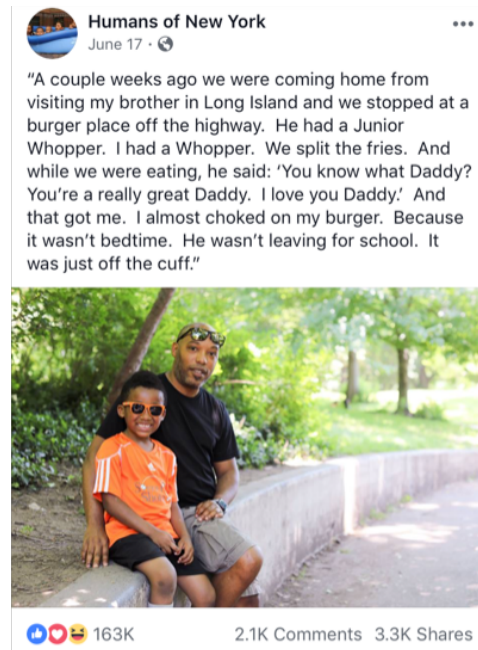 Humans of New York
June 17 ·
“A couple weeks ago we were coming home from
visiting my brother in Long Island and we stopped at a
burger place off the highway.  He had a Junior
Whopper.  I had a Whopper.  We split the fries.  And
while we were eating, he said: ‘You know what Daddy?
You’re a really great Daddy.  I love you Daddy.’  And
that got me.  I almost choked on my burger.  Because
it wasn’t bedtime.  He wasn’t leaving for school.  It
was just off the cuff.”
163K 2.1K Comments 3.3K Shares